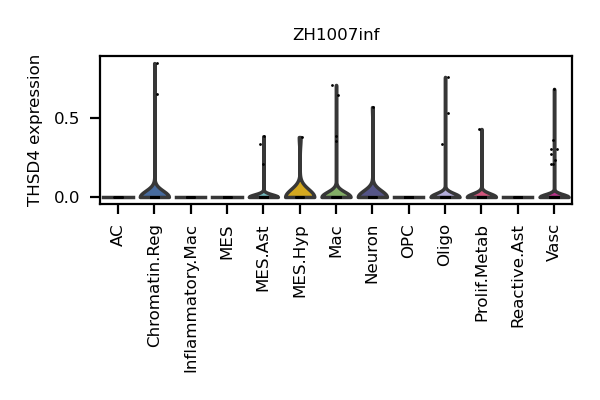 ZH1007inf
THSD4 expression
0.5
0.0
AC
Chromatin.Reg
Inflammatory.Mac
MES
MES.Ast
MES.Hyp
Mac
Neuron
OPC
Oligo
Prolif.Metab
Reactive.Ast
Vasc